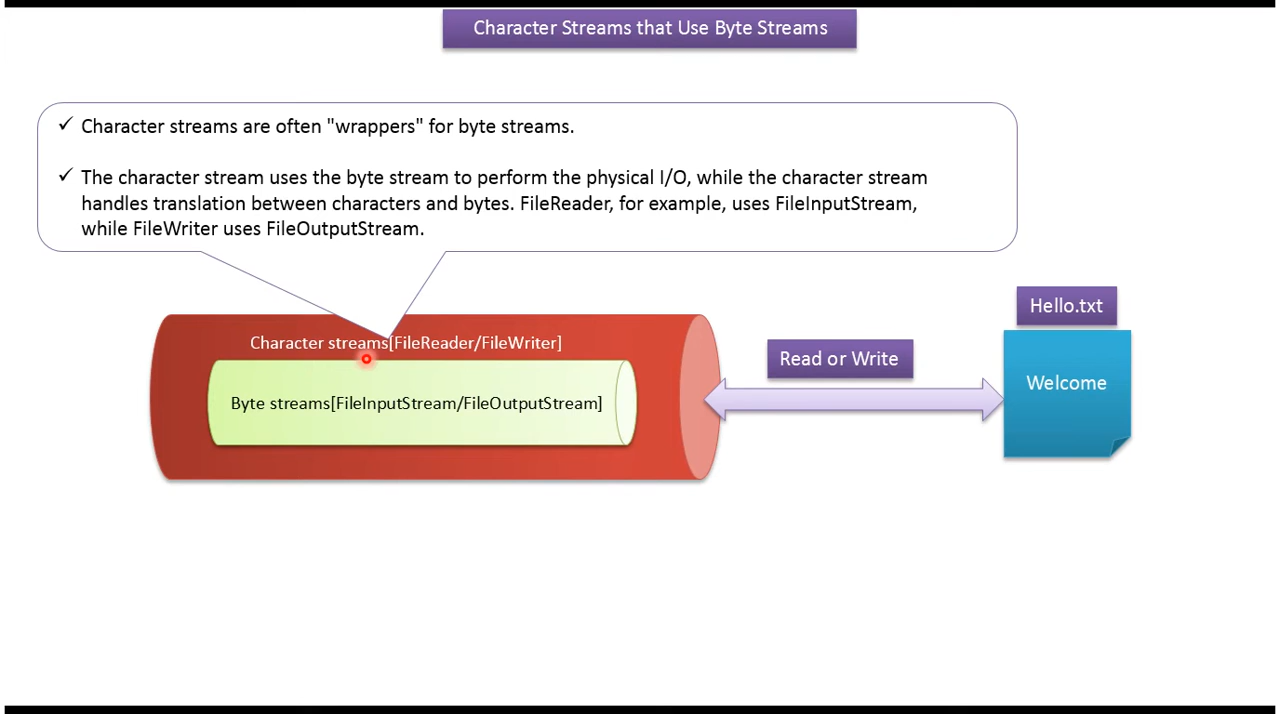 Character Streams that Use Byte Streams
✓ Character streams are often "wrappers" for byte streams.
✓ The character stream uses the byte stream to perform the physical I/O, while the character stream
handles translation between characters and bytes. FileReader, for example, uses FileInputStream,
while FileWriter uses FileOutputStream.
Hello.txt
Character streams[FileReader/FileWriter]
Read or Write
Welcome
Byte streams[FileInputStream/FileOutputStream]